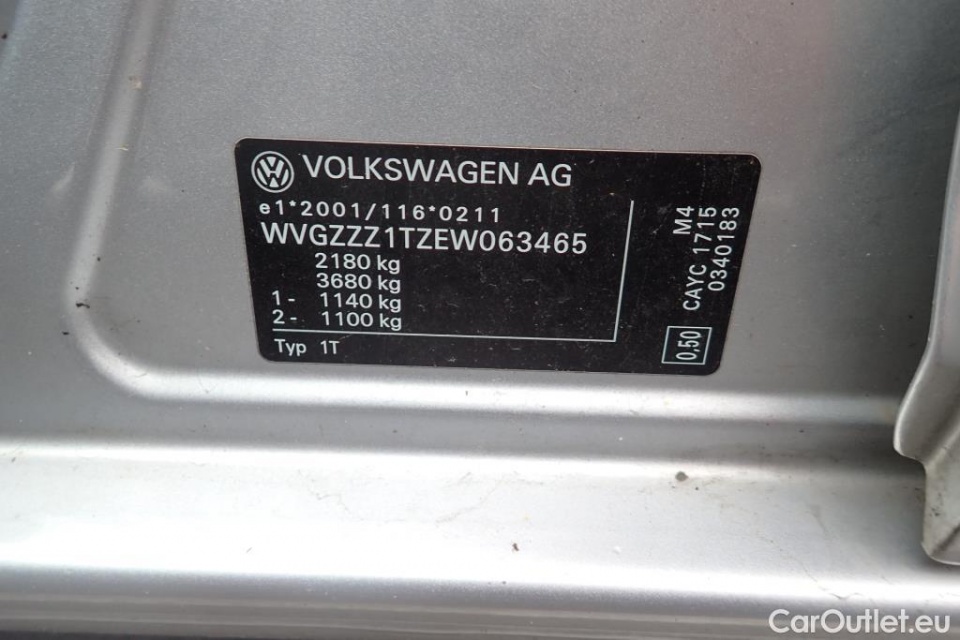 VOLKSWAGEN AG
e1*2001/116*0211
WVGZZZ1TZEW063465
2180 kg
3680 kg
1- 1140 kg
2- 1100 kg
Typ 1T
M4
CAYC 1715
0340183
0,50
CarOutlet.eu